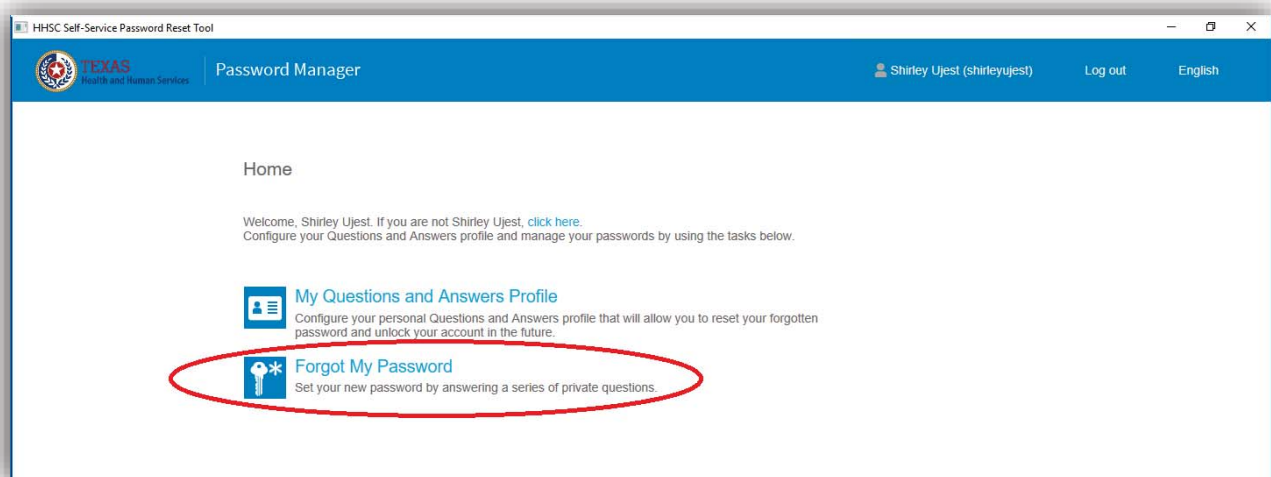 HHSC Self-Service Password Reset Tool
TEXAS
Health and Human Services
Password Manager
Shirley Ujest (shirleyujest)
Log out
English
Home
Welcome, Shirley Ujest. If you are not Shirley Ujest, click here.
Configure your Questions and Answers profile and manage your passwords by using the tasks below.
My Questions and Answers Profile
Configure your personal Questions and Answers profile that will allow you to reset your forgotten
password and unlock your account in the future.
Forgot My Password
Set your new password by answering a series of private questions.